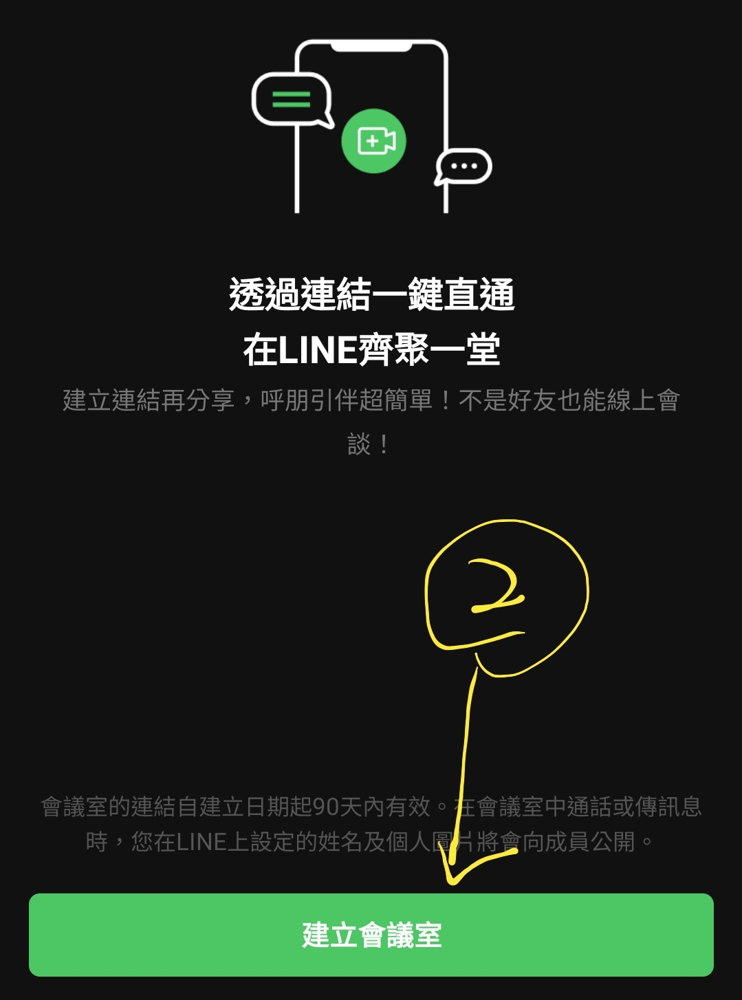 透過連結一鍵直通
在LINE齊聚一堂
建立連結再分享，呼朋引伴超簡單！不是好友也能線上會
談！
2
會議室的連結自建立日期起90天內有效。在會議室中通話或傳訊息
時，您在LINE上設定的姓名及個人圖片將會向成員公開。
建立會議室